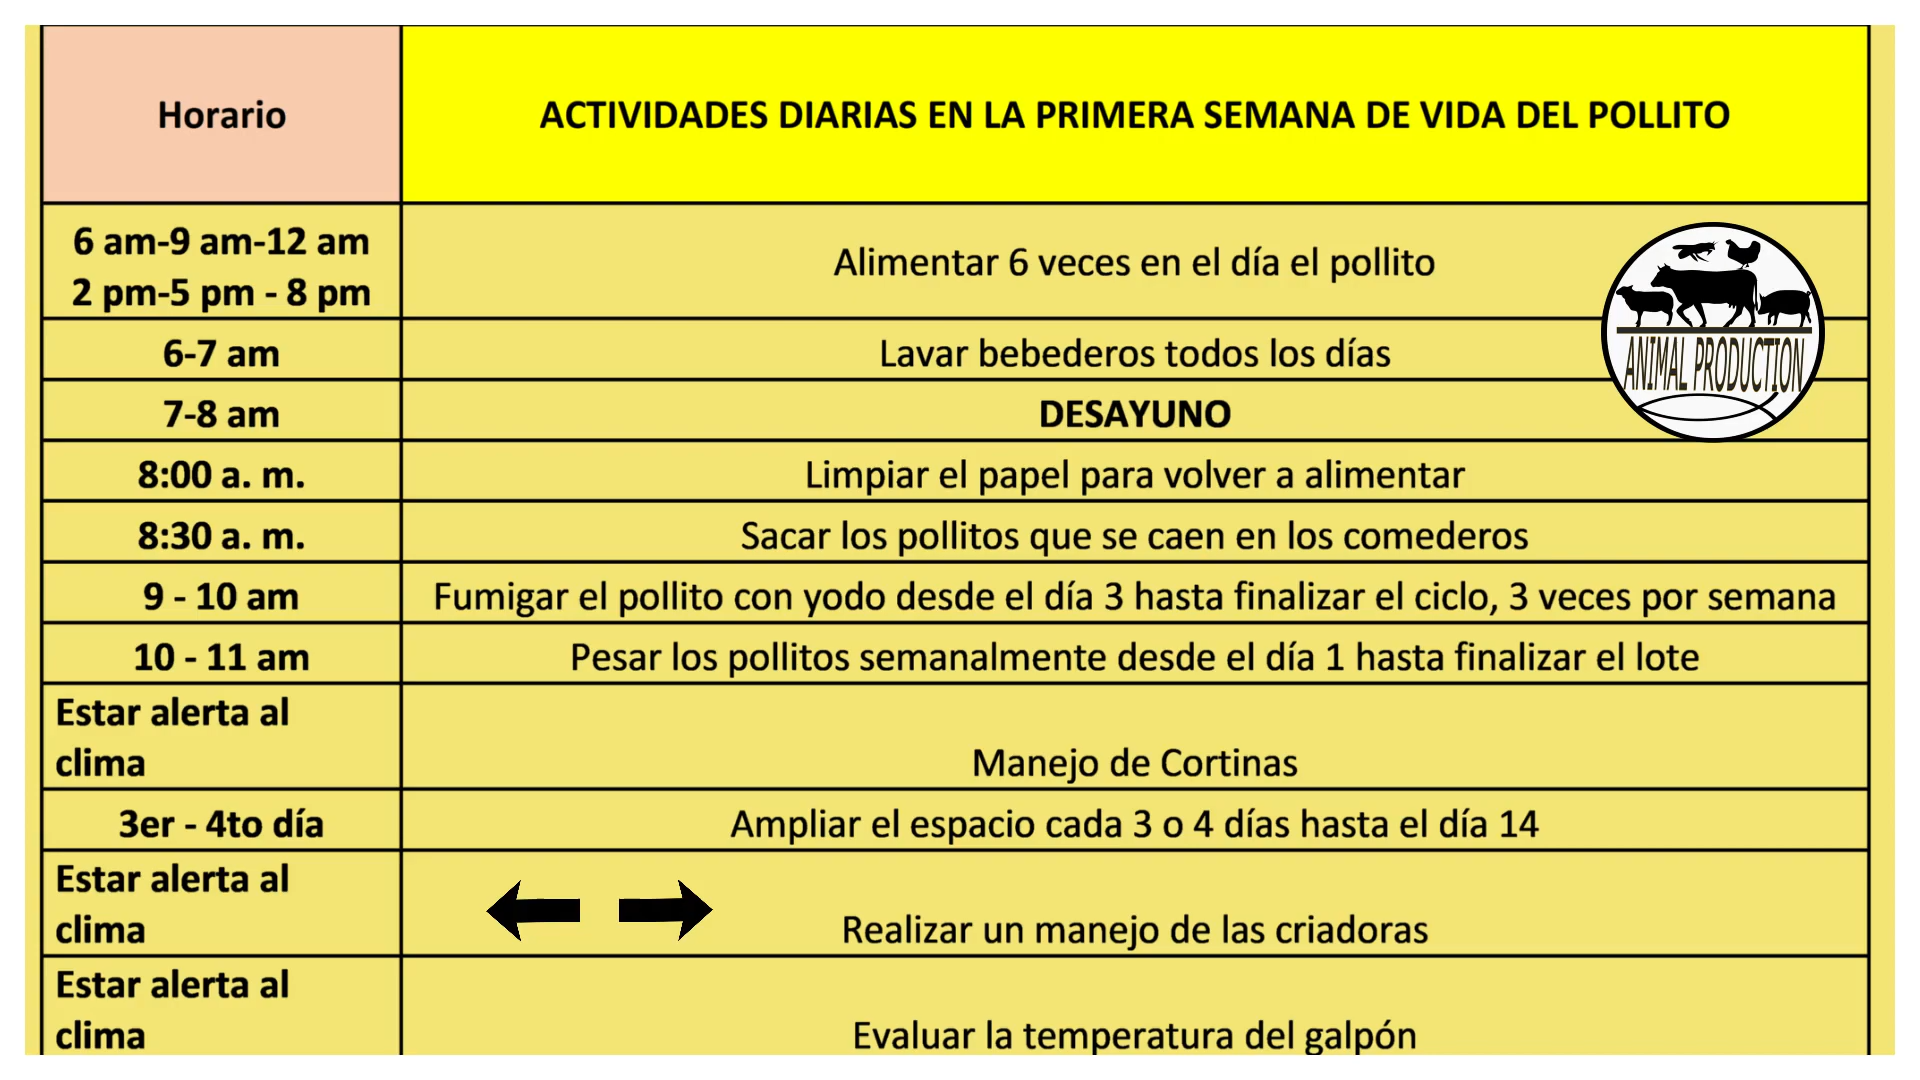 Horario
ACTIVIDADES DIARIAS EN LA PRIMERA SEMANA DE VIDA DEL POLLITO
6 am-9 am-12 am
2 pm-5 pm - 8 pm
Alimentar 6 veces en el día el pollito
6-7 am
Lavar bebederos todos los días
7-8 am
DESAYUNO
ANIMAL PRODUCTION
8:00 a. m.
Limpiar el papel para volver a alimentar
8:30 a. m.
Sacar los pollitos que se caen en los comederos
9 - 10 am
Fumigar el pollito con yodo desde el día 3 hasta finalizar el ciclo, 3 veces por semana
10 - 11 am
Pesar los pollitos semanalmente desde el día 1 hasta finalizar el lote
Estar alerta al
clima
Manejo de Cortinas
3er - 4to día
Ampliar el espacio cada 3 o 4 días hasta el día 14
Estar alerta al
clima
Realizar un manejo de las criadoras
Estar alerta al
clima
Evaluar la temperatura del galpón